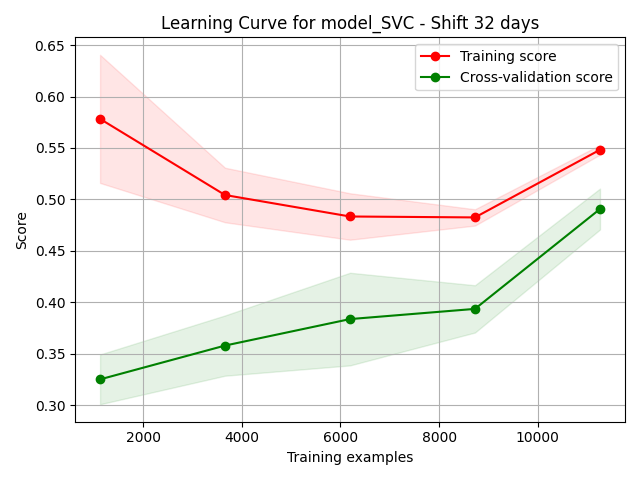 Learning Curve for model_SVC - Shift 32 days
Training score
Cross-validation score
0.65
0.60
0.55
0.50
0.45
0.40
0.35
0.30
Score
2000 4000 6000 8000 10000
Training examples